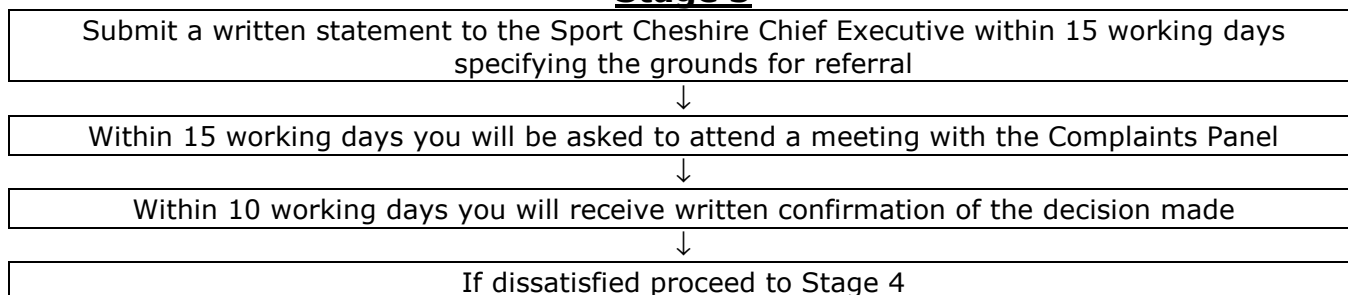 Submit a written statement to the Sport Cheshire Chief Executive within 15 working days
specifying the grounds for referral
↓
Within 15 working days you will be asked to attend a meeting with the Complaints Panel
↓
Within 10 working days you will receive written confirmation of the decision made
↓
If dissatisfied proceed to Stage 4